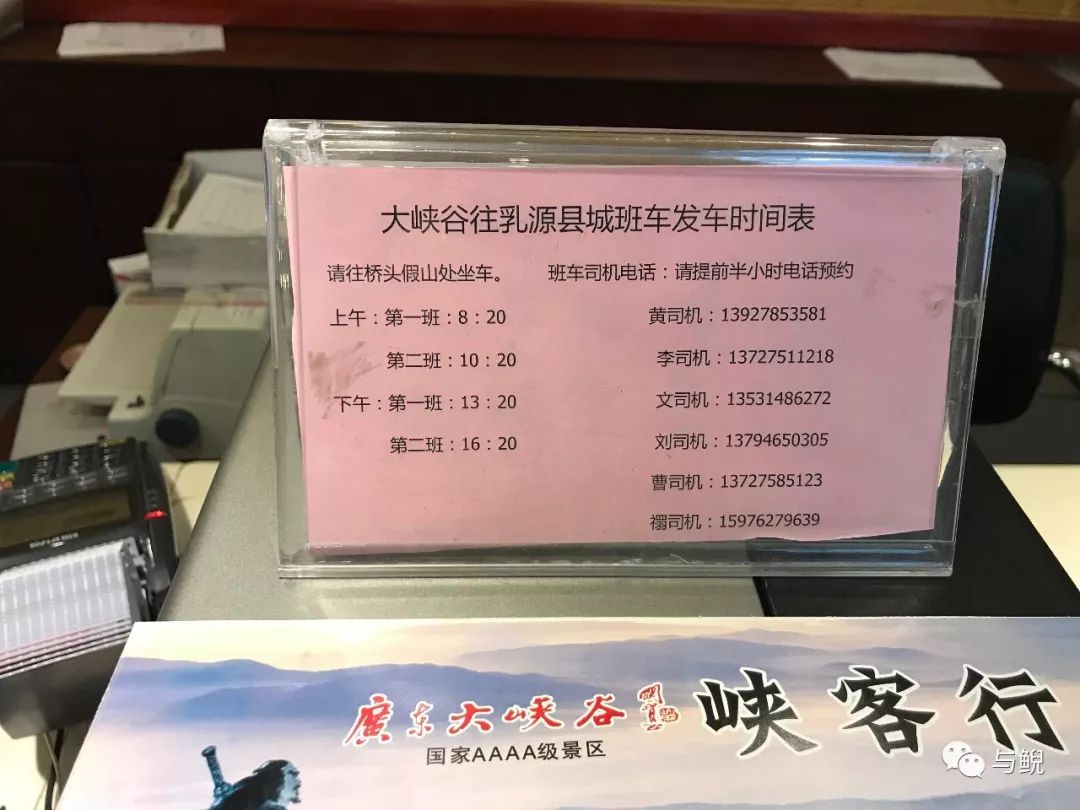 大峡谷往乳源县城班车发车时间表
请往桥头假山处坐车。 班车司机电话：请提前半小时电话预约
上午：第一班：8：20 黄司机：13927853581
第二班：10：20 李司机：13727511218
下午：第一班：13：20 文司机：13531486272
第二班：16：20 刘司机：13794650305
曹司机：13727585123
禤司机：15976279639
廣东大峡谷
峡客行
国家AAAA级景区
与鲵